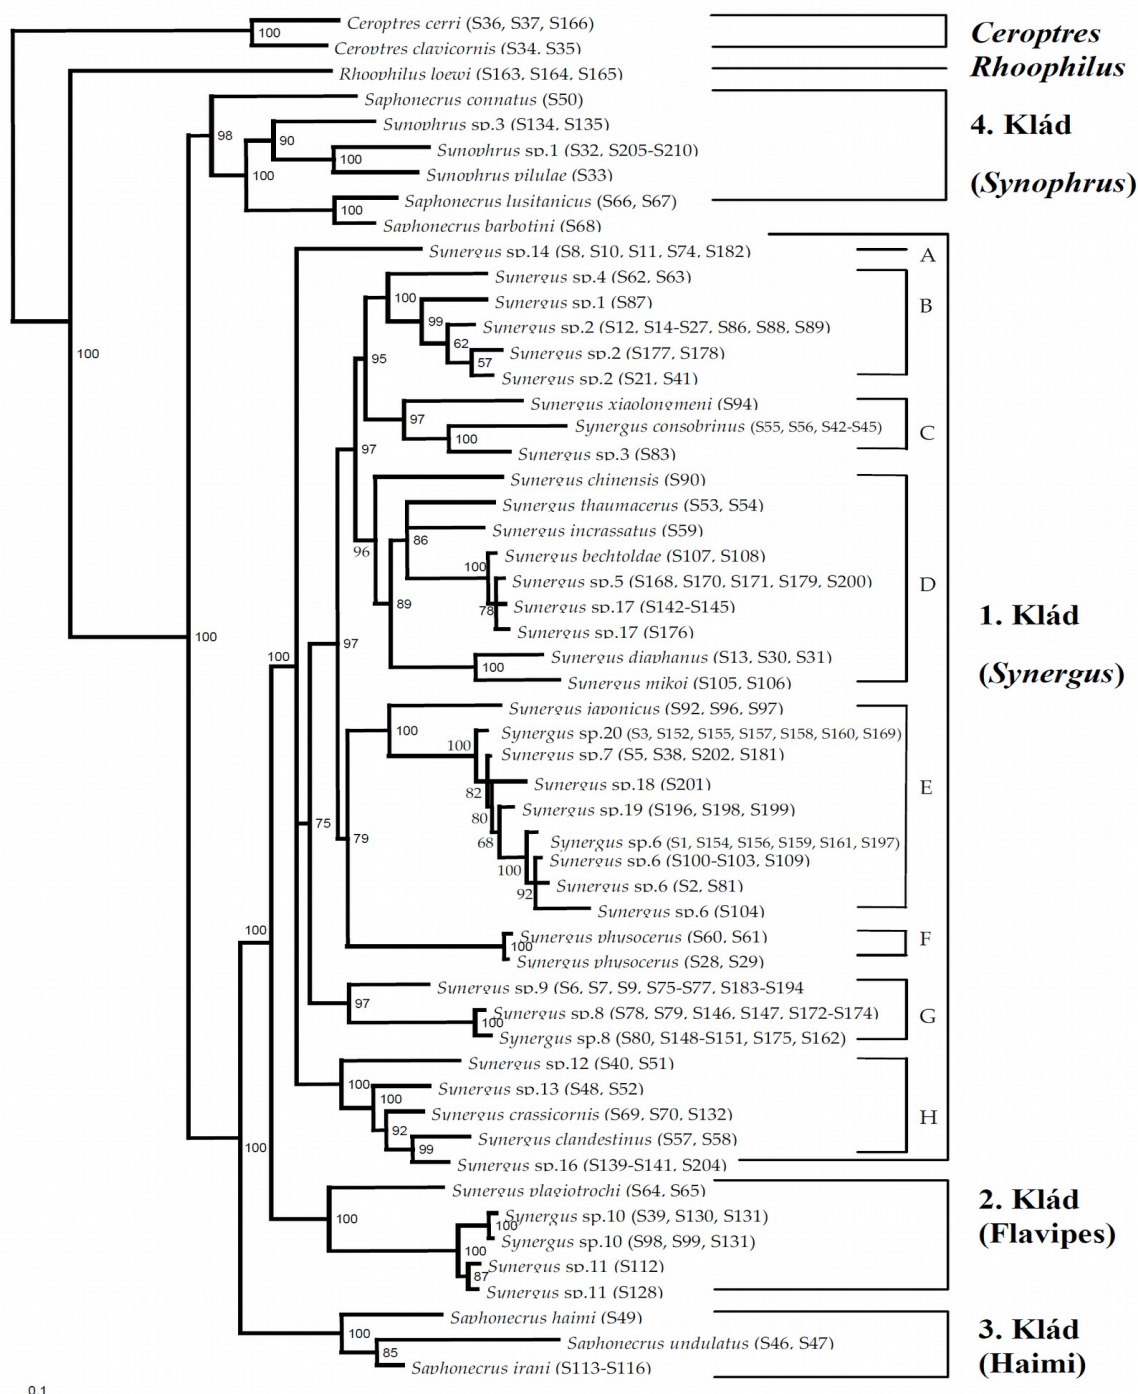 Ceroptres cerri (S36, S37, S166)
100
Ceroptres clavicornis (S34, S35)
Ceroptres
Rhoophilus loewi (S163, S164, S165)
Rhoophilus
Saphonecrus connatus (S50)
98
Synophrus sp.3 (S134, S135)
4. Klád
90
Synophrus sp.1 (S32, S205-S210)
100
Synophrus pilulae (S33)
100
(Synophrus)
Saphonecrus lusitanicus (S66, S67)
100
Saphonecrus barbotini (S68)
Synergus sp.14 (S8, S10, S11, S74, S182)
A
Synergus sp.4 (S62, S63)
100
Synergus sp.1 (S87)
B
99
Synergus sp.2 (S12, S14-S27, S86, S88, S89)
62
Synergus sp.2 (S177, S178)
100
95
57
Synergus sp.2 (S21, S41)
Synergus xiaolongmeni (S94)
97
Synergus consobrinus (S55, S56, S42-S45)
C
100
97
Synergus sp.3 (S83)
Synergus chinensis (S90)
Synergus thaumacerus (S53, S54)
Synergus incrassatus (S59)
86
96
Synergus bechtoldae (S107, S108)
100
Synergus sp.5 (S168, S170, S171, S179, S200)
D
89
78
Synergus sp.17 (S142-S145)
1. Klád
Synergus sp.17 (S176)
100
97
100
Synergus diaphanus (S13, S30, S31)
100
(Synergus)
Synergus mikoi (S105, S106)
Synergus japonicus (S92, S96, S97)
100
Synergus sp.20 (S3, S152, S155, S157, S158, S160, S169)
100
Synergus sp.7 (S5, S38, S202, S181)
Synergus sp.18 (S201)
E
82
Synergus sp.19 (S196, S198, S199)
80
75
79
68
Synergus sp.6 (S1, S154, S156, S159, S161, S197)
Synergus sp.6 (S100-S103, S109)
100
Synergus sp.6 (S2, S81)
92
Synergus sp.6 (S104)
100
Synergus physocerus (S60, S61)
F
100
Synergus physocerus (S28, S29)
Synergus sp.9 (S6, S7, S9, S75-S77, S183-S194
97
Synergus sp.8 (S78, S79, S146, S147, S172-S174)
G
100
Synergus sp.8 (S80, S148-S151, S175, S162)
Synergus sp.12 (S40, S51)
100
Synergus sp.13 (S48, S52)
100
Synergus crassicornis (S69, S70, S132)
H
92
Synergus clandestinus (S57, S58)
100
99
Synergus sp.16 (S139-S141, S204)
Synergus plagiotrochi (S64, S65)
2. Klád
100
Synergus sp.10 (S39, S130, S131)
100
(Flavipes)
Synergus sp.10 (S98, S99, S131)
100
Synergus sp.11 (S112)
87
Synergus sp.11 (S128)
Saphonecrus haimi (S49)
3. Klád
100
Saphonecrus undulatus (S46, S47)
85
(Haimi)
Saphonecrus irani (S113-S116)
0.1